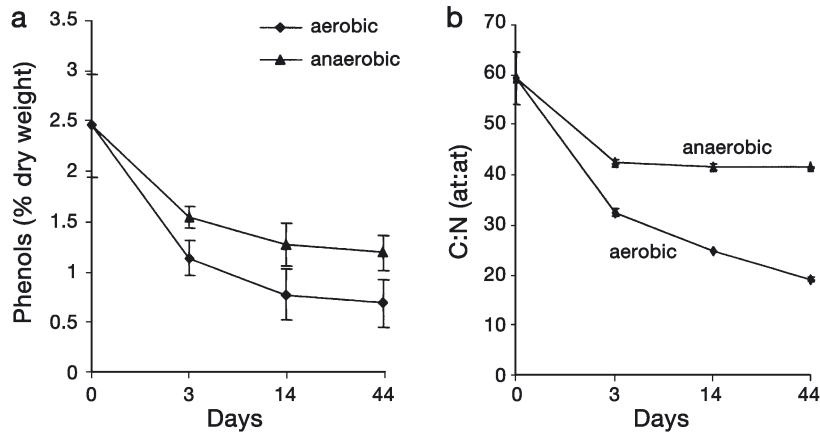 a
Phenols (% dry weight)
3.5
3
2.5
2
1.5
1
0.5
0
aerobic
anaerobic
0 3 14 44
Days
b
C:N (at:at)
70
60
50
40
30
20
10
0
anaerobic
aerobic
0 3 14 44
Days